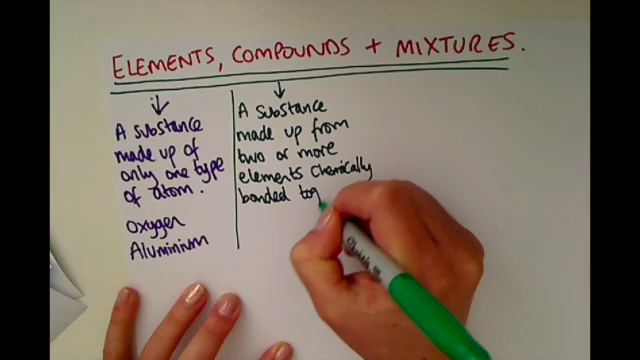 ELEMENTS, COMPOUNDS + MIXTURES.
A substance
made up of
only one type
of atom.
Oxygen
Aluminium
A substance
made up from
two or more
elements chemically
bonded tog